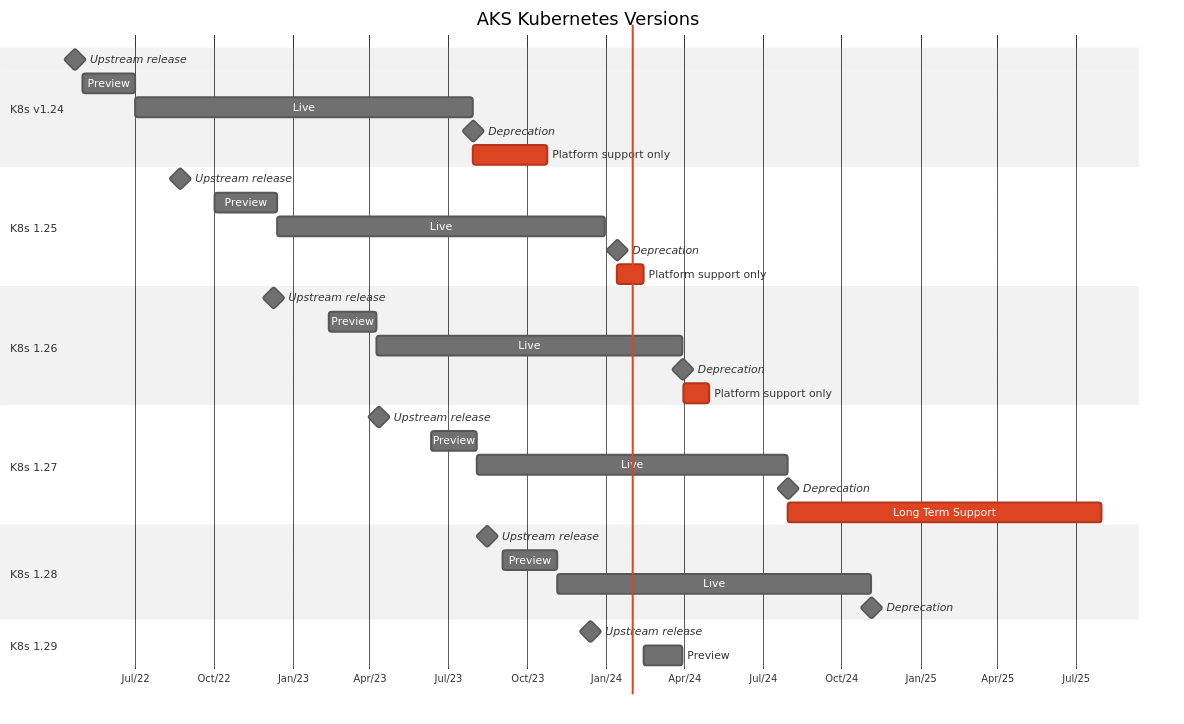 AKS Kubernetes Versions
Upstream release
Preview
K8s v1.24
Live
Deprecation
Platform support only
Upstream release
Preview
K8s 1.25
Live
Deprecation
Platform support only
Upstream release
Preview
K8s 1.26
Live
Deprecation
Platform support only
Upstream release
Preview
K8s 1.27
Live
Deprecation
Long Term Support
Upstream release
Preview
K8s 1.28
Live
Deprecation
Upstream release
K8s 1.29
Preview
Jul/22 Oct/22 Jan/23 Apr/23 Jul/23 Oct/23 Jan/24 Apr/24 Jul/24 Oct/24 Jan/25 Apr/25 Jul/25